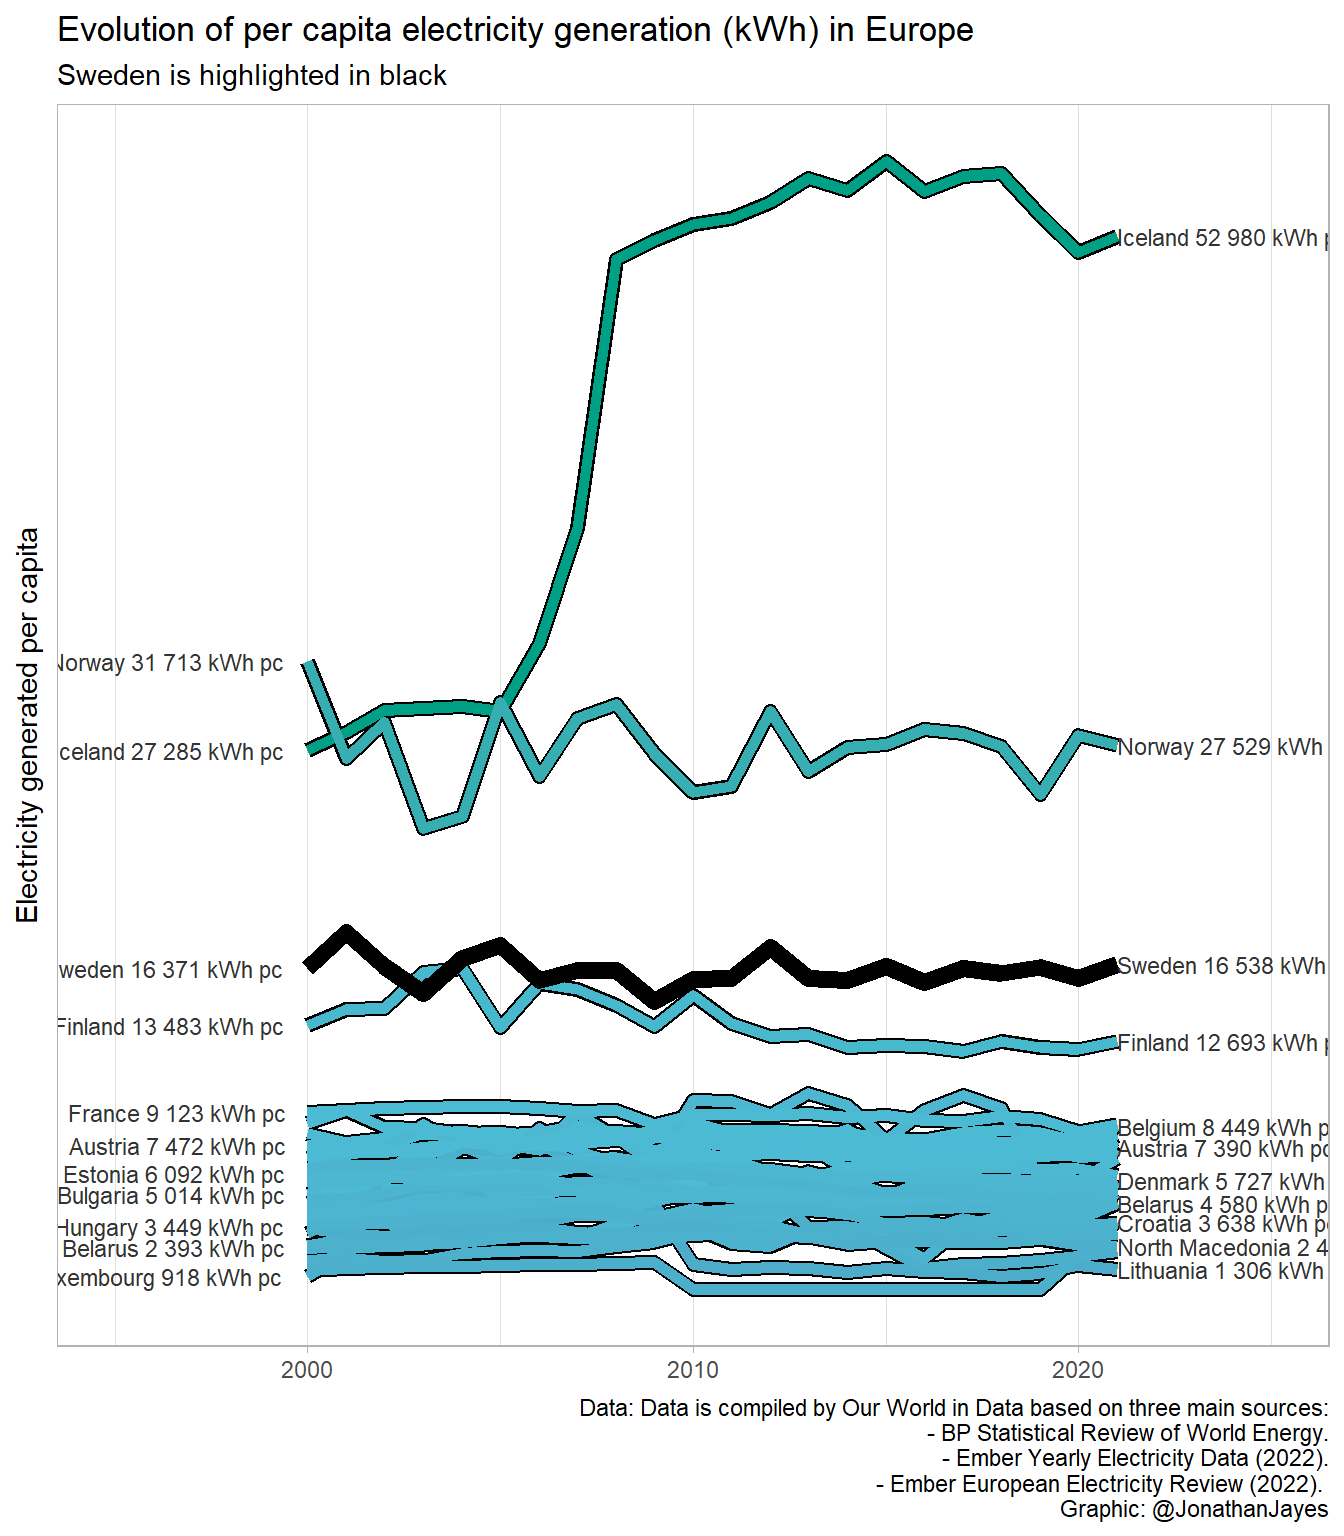 Evolution of per capita electricity generation (kWh) in Europe
Sweden is highlighted in black
Electricity generated per capita
Norway 31 713 kWh pc
celand 27 285 kWh pc
weden 16 371 kWh pc
Finland 13 483 kWh pc
France 9 123 kWh pc
Austria 7 472 kWh pc
Estonia 6 092 kWh pc
Bulgaria 5 014 kWh pc
Hungary 3 449 kWh pc
Belarus 2 393 kWh pc
xembourg 918 kWh pc
Iceland 52 980 kWh p
Norway 27 529 kWh
Sweden 16 538 kWh
Finland 12 693 kWh p
Belgium 8 449 kWh p
Austria 7 390 kWh pc
Denmark 5 727 kWh
Belarus 4 580 kWh p
Croatia 3 638 kWh pc
North Macedonia 2 4
Lithuania 1 306 kWh
2000 2010 2020
Data: Data is compiled by Our World in Data based on three main sources:
- BP Statistical Review of World Energy.
- Ember Yearly Electricity Data (2022).
- Ember European Electricity Review (2022).
Graphic: @JonathanJayes